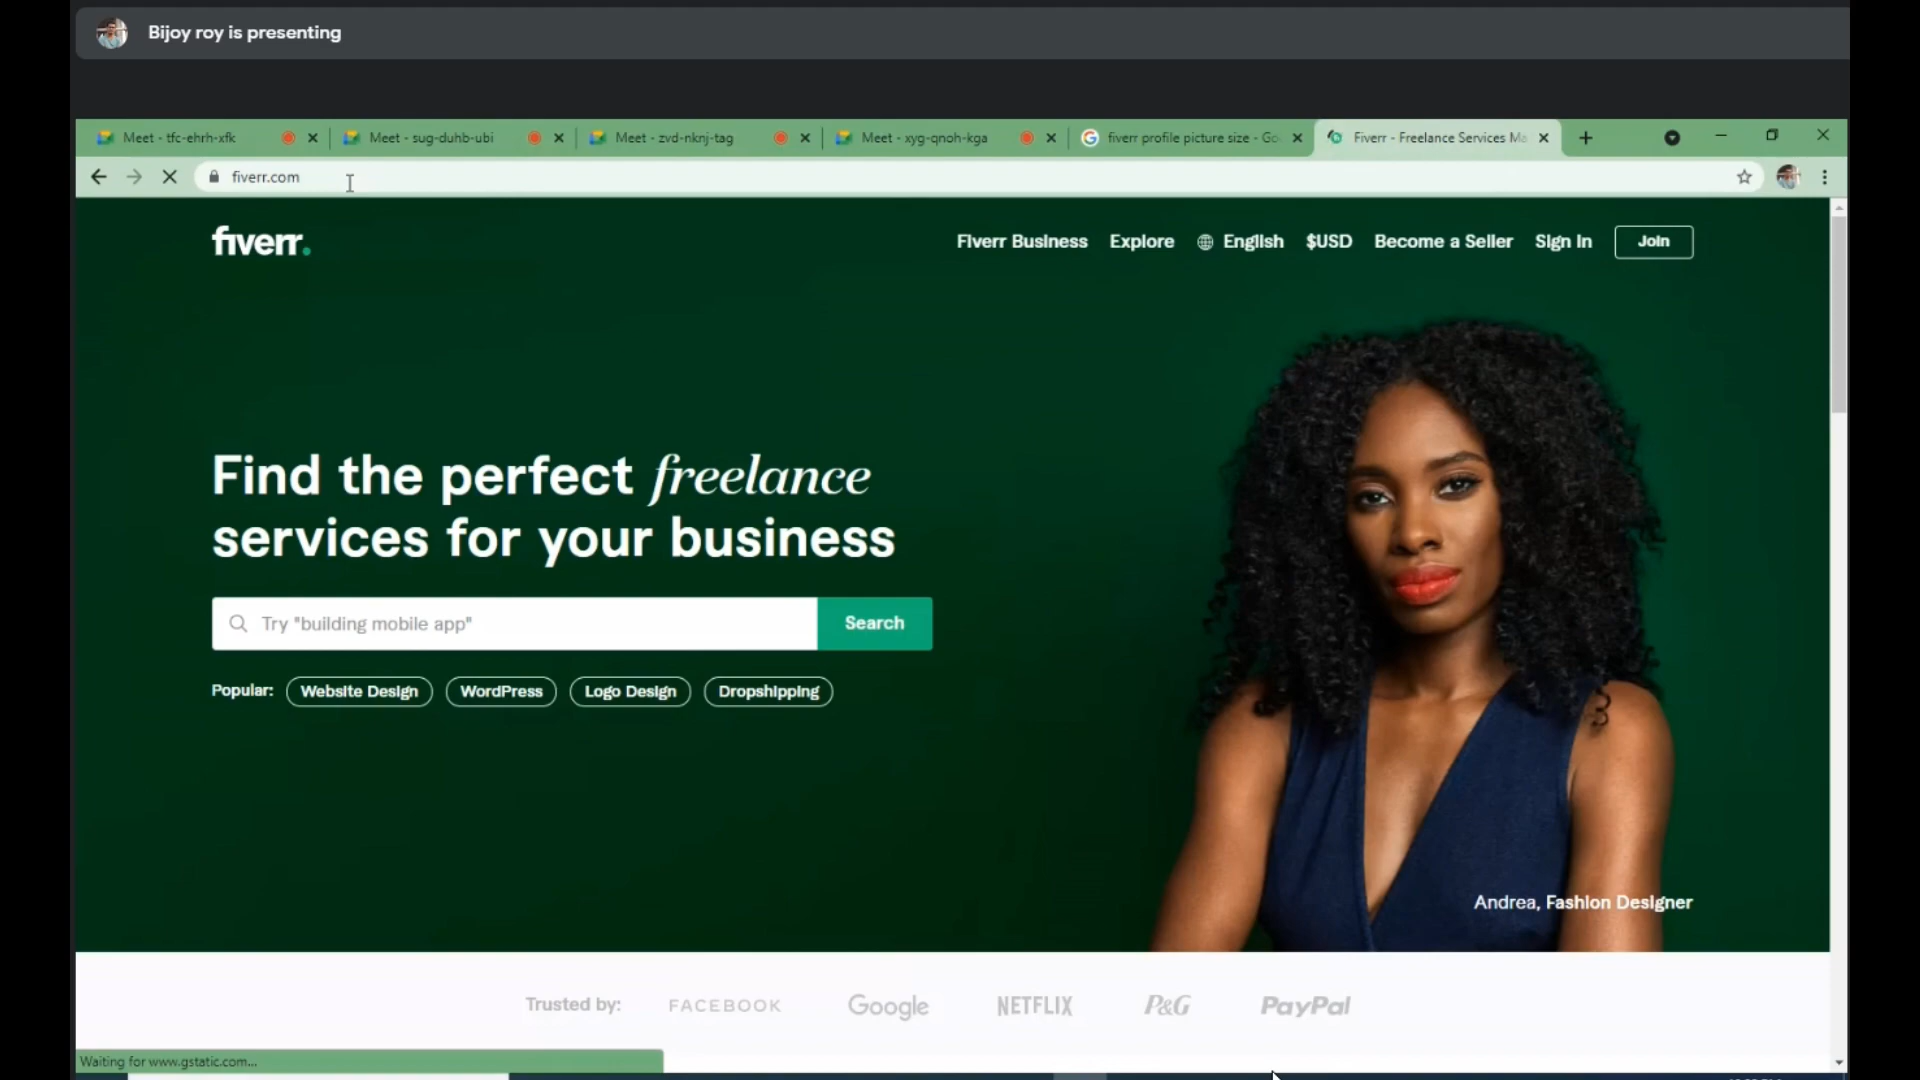 Bijoy roy is presenting
Meet - tfc-ehrh-xfk
Meet - sug-duhb-ubi
Meet - zvd-nknj-tag
Meet - xyg-qnoh-kga
fiverr profile picture size - Go
Fiverr - Freelance Services Ma
fiverr.com
fiverr.
Fiverr Business
Explore
English
$USD
Become a Seller
Sign in
Join
Find the perfect freelance
services for your business
Try "building mobile app"
Search
Popular:
Website Design
WordPress
Logo Design
Dropshipping
Andrea, Fashion Designer
Trusted by:
FACEBOOK
Google
NETFLIX
P&G
PayPal
Waiting for www.gstatic.com...